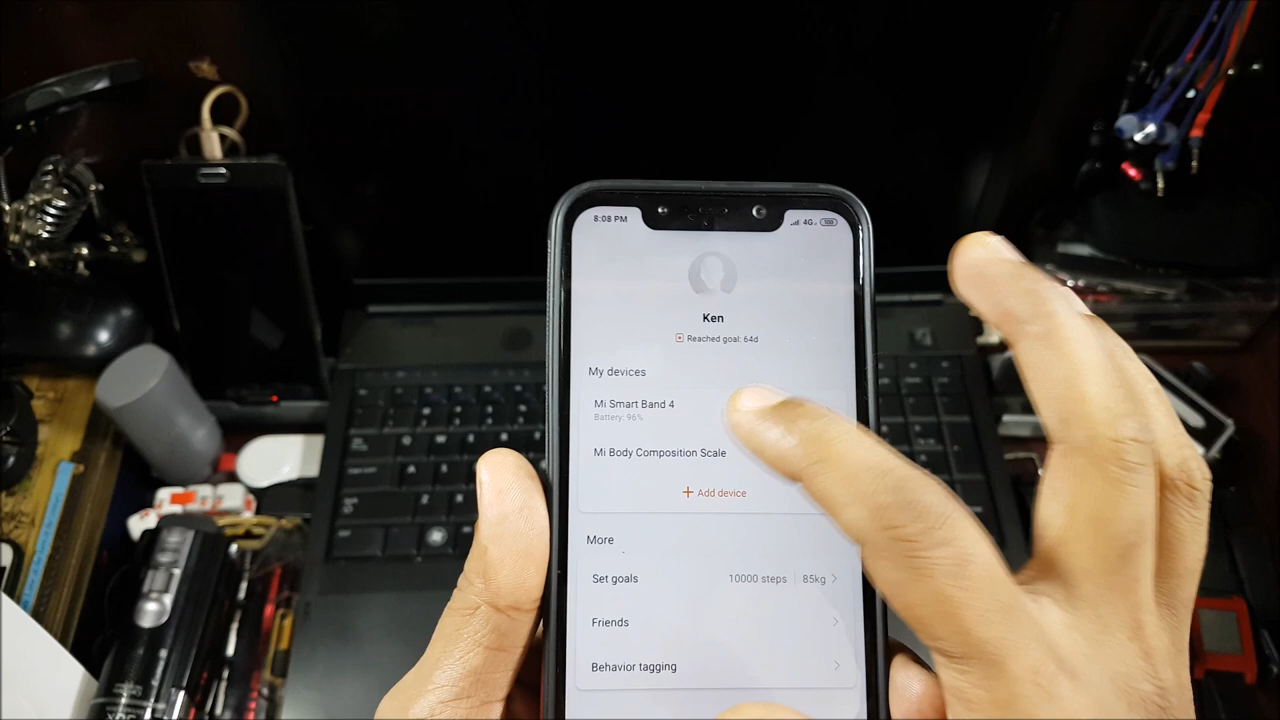 8:08 PM 4G 100
Ken
Reached goal: 64d
My devices
Mi Smart Band 4
Battery: 96%
Mi Body Composition Scale
+ Add device
More
Set goals 10000 steps 85kg
Friends
Behavior tagging